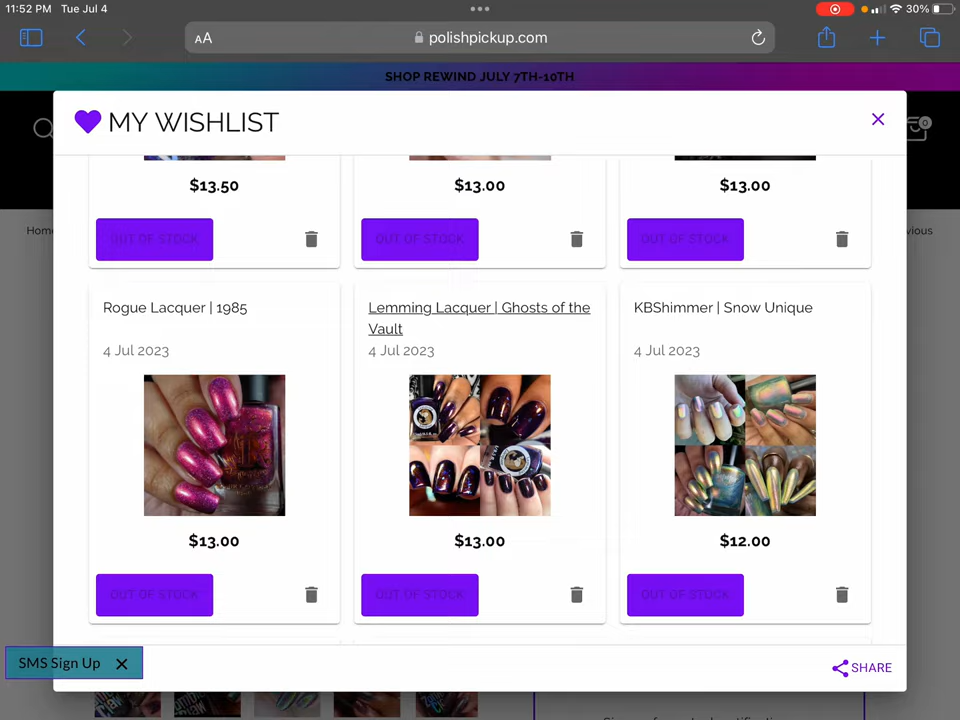 11:52 PM Tue Jul 4
30%
AA
polishpickup.com
SHOP REWIND JULY 7TH-10TH
MY WISHLIST
0
Home
vious
$13.50
$13.00
$13.00
OUT OF STOCK
OUT OF STOCK
OUT OF STOCK
Rogue Lacquer | 1985
4 Jul 2023
$13.00
OUT OF STOCK
Lemming Lacquer | Ghosts of the
Vault
4 Jul 2023
$13.00
OUT OF STOCK
KBShimmer | Snow Unique
4 Jul 2023
$12.00
OUT OF STOCK
SMS Sign Up
SHARE